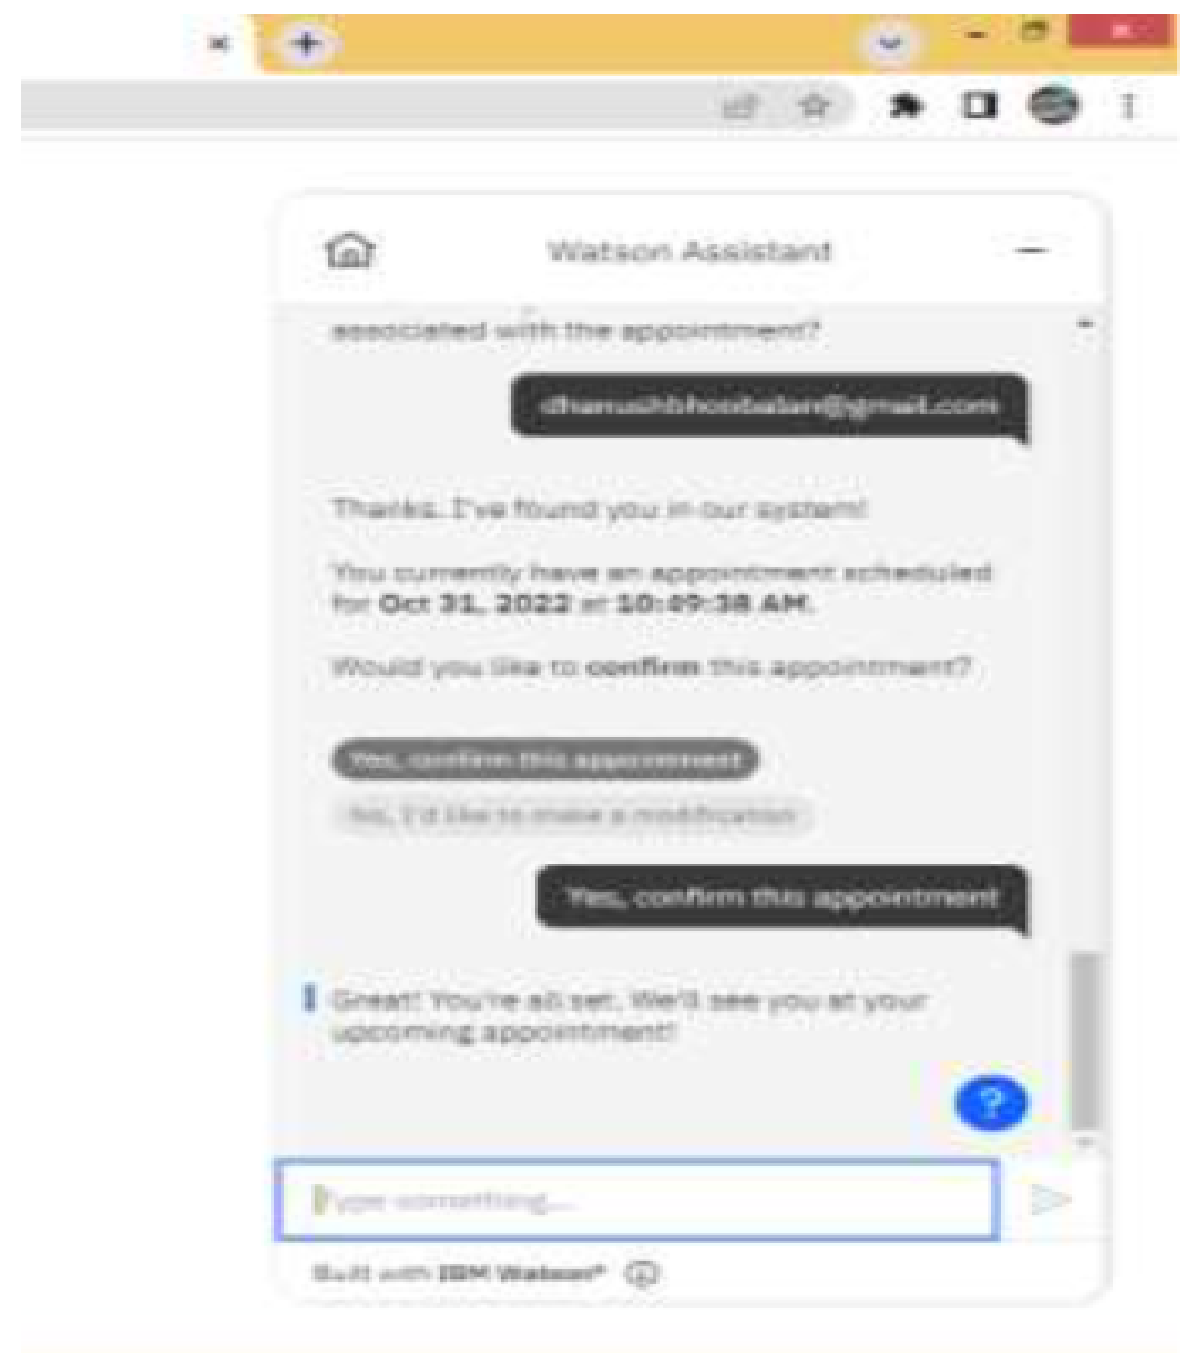 Watson Assistant
associated with the appointment?
Thanks. I've found you in our system!
You currently have an appointment scheduled
for Oct 31, 2022 at 10:49:38 AM.
Would you like to confirm this appointment?
Yes, confirm this appointment
No, I'd like to make a modification
Yes, confirm this appointment
Great! You're all set. We'll see you at your
upcoming appointment!
?
Type something...
Built with IBM Watson®